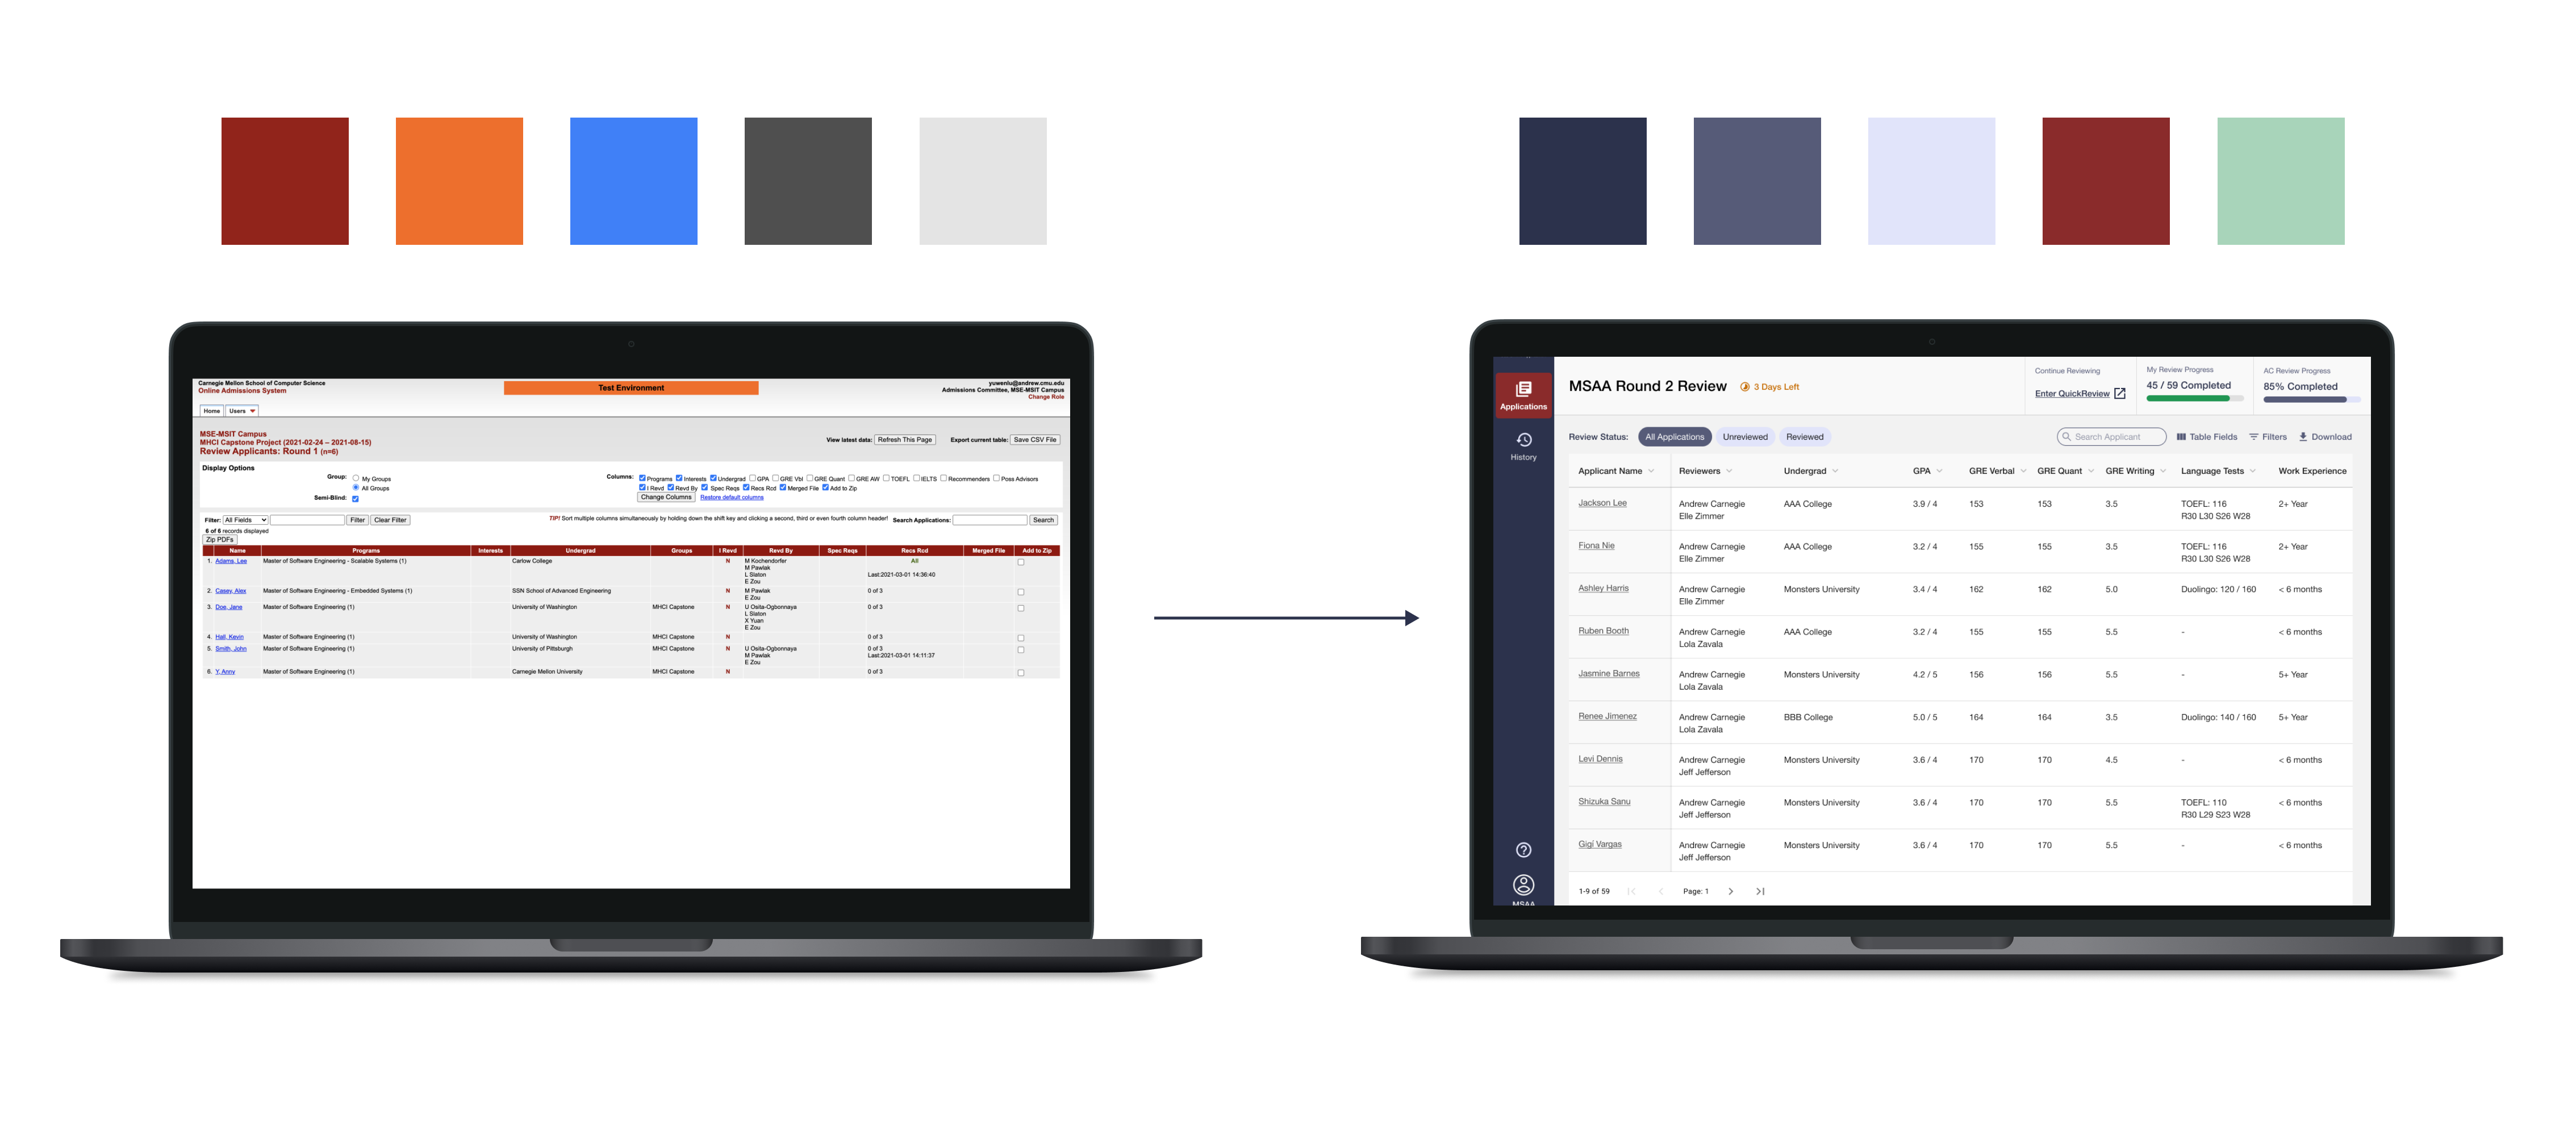 Carnegie Mellon School of Computer Science
Online Admissions System
Test Environment
yuwenlu@andrew.cmu.edu
Admissions Committee, MSE-MSIT Campus
Change Role
Home Users
MSE-MSIT Campus
MHCI Capstone Project (2021-02-24 – 2021-08-15)
Review Applicants: Round 1 (n=6)
View latest data: Refresh This Page Export current table: Save CSV File
Display Options
Group: My Groups
All Groups
Semi-Blind:
Columns: Programs Interests Undergrad GPA GRE Vbl GRE Quant GRE AW TOEFL IELTS Recommenders Poss Advisors
I Revd Revd By Spec Reqs Recs Rcd Merged File Add to Zip
Change Columns Restore default columns
Filter: All Fields Filter Clear Filter
TIP! Sort multiple columns simultaneously by holding down the shift key and clicking a second, third or even fourth column header! Search Applications: Search
6 of 6 records displayed
Zip PDFs
Name Programs Interests Undergrad Groups I Revd Revd By Spec Reqs Recs Rcd Merged File Add to Zip
1. Adams, Lee Master of Software Engineering - Scalable Systems (1) Carlow College N M Kochendorfer All
M Pawlak
L Slaton Last:2021-03-01 14:36:40
E Zou
2. Casey, Alex Master of Software Engineering - Embedded Systems (1) SSN School of Advanced Engineering N M Pawlak 0 of 3
E Zou
3. Doe, Jane Master of Software Engineering (1) University of Washington MHCI Capstone N U Osita-Ogbonnaya 0 of 3
L Slaton
X Yuan
E Zou
4. Hall, Kevin Master of Software Engineering (1) University of Washington MHCI Capstone N 0 of 3
5. Smith, John Master of Software Engineering (1) University of Pittsburgh MHCI Capstone N U Osita-Ogbonnaya 0 of 3
M Pawlak Last:2021-03-01 14:11:37
E Zou
6. Y, Anny Master of Software Engineering (1) Carnegie Mellon University MHCI Capstone N 0 of 3
Applications
History
MSAA
MSAA Round 2 Review 3 Days Left
Continue Reviewing
Enter QuickReview
My Review Progress
45 / 59 Completed
AC Review Progress
85% Completed
Review Status: All Applications Unreviewed Reviewed
Search Applicant Table Fields Filters Download
Applicant Name Reviewers Undergrad GPA GRE Verbal GRE Quant GRE Writing Language Tests Work Experience
Jackson Lee Andrew Carnegie AAA College 3.9 / 4 153 153 3.5 TOEFL: 116 2+ Year
Elle Zimmer R30 L30 S26 W28
Fiona Nie Andrew Carnegie AAA College 3.2 / 4 155 155 3.5 TOEFL: 116 2+ Year
Elle Zimmer R30 L30 S26 W28
Ashley Harris Andrew Carnegie Monsters University 3.4 / 4 162 162 5.0 Duolingo: 120 / 160 < 6 months
Elle Zimmer
Ruben Booth Andrew Carnegie AAA College 3.2 / 4 155 155 5.5 - < 6 months
Lola Zavala
Jasmine Barnes Andrew Carnegie Monsters University 4.2 / 5 156 156 5.5 - 5+ Year
Lola Zavala
Renee Jimenez Andrew Carnegie BBB College 5.0 / 5 164 164 3.5 Duolingo: 140 / 160 5+ Year
Lola Zavala
Levi Dennis Andrew Carnegie Monsters University 3.6 / 4 170 170 4.5 - < 6 months
Jeff Jefferson
Shizuka Sanu Andrew Carnegie Monsters University 3.6 / 4 170 170 5.5 TOEFL: 110 < 6 months
Jeff Jefferson R30 L29 S23 W28
Gigi Vargas Andrew Carnegie Monsters University 3.6 / 4 170 170 5.5 - < 6 months
Jeff Jefferson
1-9 of 59 Page: 1